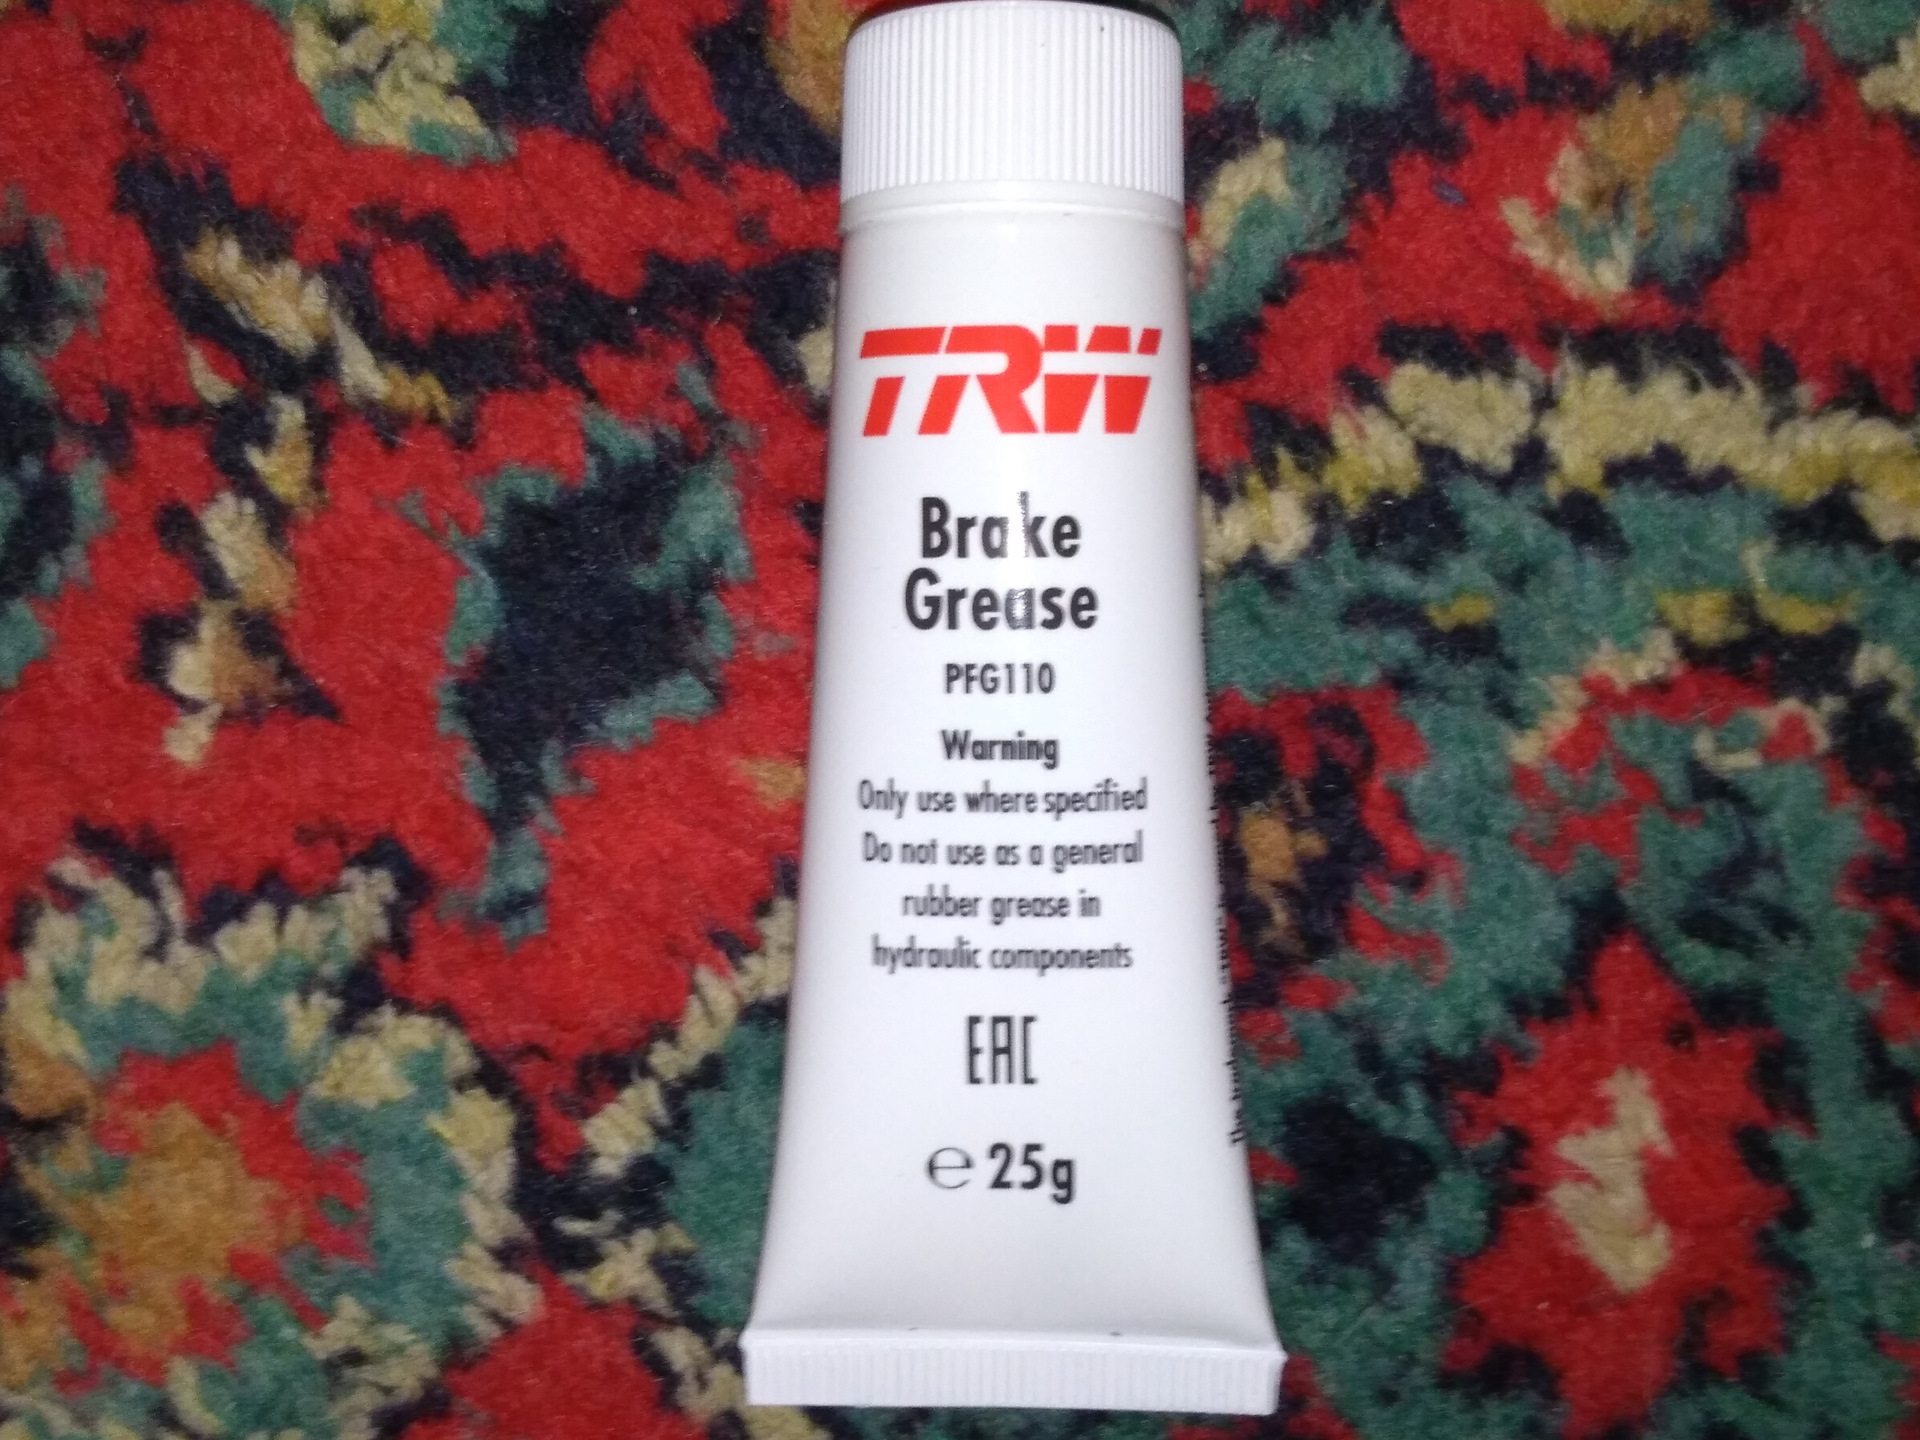 TRW
Brake
Grease
PFG110
Warning
Only use where specified
Do not use as a general
rubber grease in
hydraulic components
EAC
℮ 25g